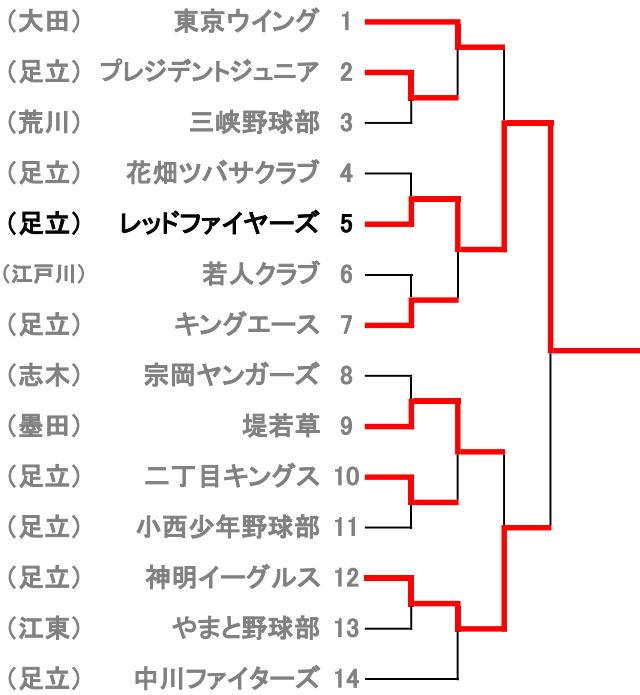 （大田） 東京ウイング 1
（足立） プレジデントジュニア 2
（荒川） 三峡野球部 3
（足立） 花畑ツバサクラブ 4
（足立） レッドファイヤーズ 5
（江戸川） 若人クラブ 6
（足立） キングエース 7
（志木） 宗岡ヤンガーズ 8
（墨田） 堤若草 9
（足立） 二丁目キングス 10
（足立） 小西少年野球部 11
（足立） 神明イーグルス 12
（江東） やまと野球部 13
（足立） 中川ファイターズ 14